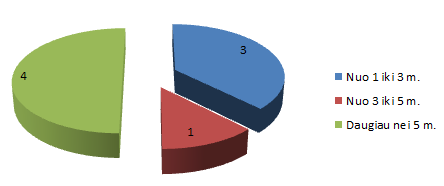 3
4
1
Nuo 1 iki 3 m.
Nuo 3 iki 5 m.
Daugiau nei 5 m.